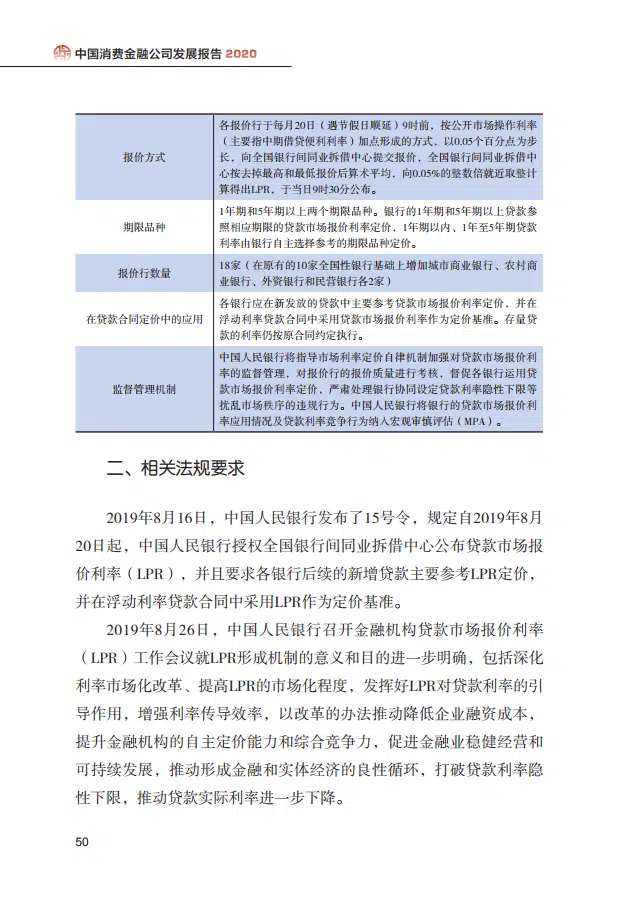 中国消费金融公司发展报告 2020
报价方式
各报价行于每月20日（遇节假日顺延）9时前，按公开市场操作利率
（主要指中期借贷便利利率）加点形成的方式，以0.05个百分点为步
长，向全国银行间同业拆借中心提交报价，全国银行间同业拆借中
心按去掉最高和最低报价后算术平均，向0.05%的整数倍就近取整计
算得出LPR，于当日9时30分公布。
期限品种
1年期和5年期以上两个期限品种。银行的1年期和5年期以上贷款参
照相应期限的贷款市场报价利率定价，1年期以内、1年至5年期贷款
利率由银行自主选择参考的期限品种定价。
报价行数量
18家（在原有的10家全国性银行基础上增加城市商业银行、农村商
业银行、外资银行和民营银行各2家）
在贷款合同定价中的应用
各银行应在新发放的贷款中主要参考贷款市场报价利率定价，并在
浮动利率贷款合同中采用贷款市场报价利率作为定价基准。存量贷
款的利率仍按原合同约定执行。
监督管理机制
中国人民银行将指导市场利率定价自律机制加强对贷款市场报价利
率的监督管理，对报价行的报价质量进行考核，督促各银行运用贷
款市场报价利率定价，严肃处理银行协同设定贷款利率隐性下限等
扰乱市场秩序的违规行为。中国人民银行将银行的贷款市场报价利
率应用情况及贷款利率竞争行为纳入宏观审慎评估（MPA）。
二、相关法规要求
2019年8月16日，中国人民银行发布了15号令，规定自2019年8月
20日起，中国人民银行授权全国银行间同业拆借中心公布贷款市场报
价利率（LPR），并且要求各银行后续的新增贷款主要参考LPR定价，
并在浮动利率贷款合同中采用LPR作为定价基准。
2019年8月26日，中国人民银行召开金融机构贷款市场报价利率
（LPR）工作会议就LPR形成机制的意义和目的进一步明确，包括深化
利率市场化改革、提高LPR的市场化程度，发挥好LPR对贷款利率的引
导作用，增强利率传导效率，以改革的办法推动降低企业融资成本，
提升金融机构的自主定价能力和综合竞争力，促进金融业稳健经营和
可持续发展，推动形成金融和实体经济的良性循环，打破贷款利率隐
性下限，推动贷款实际利率进一步下降。
50